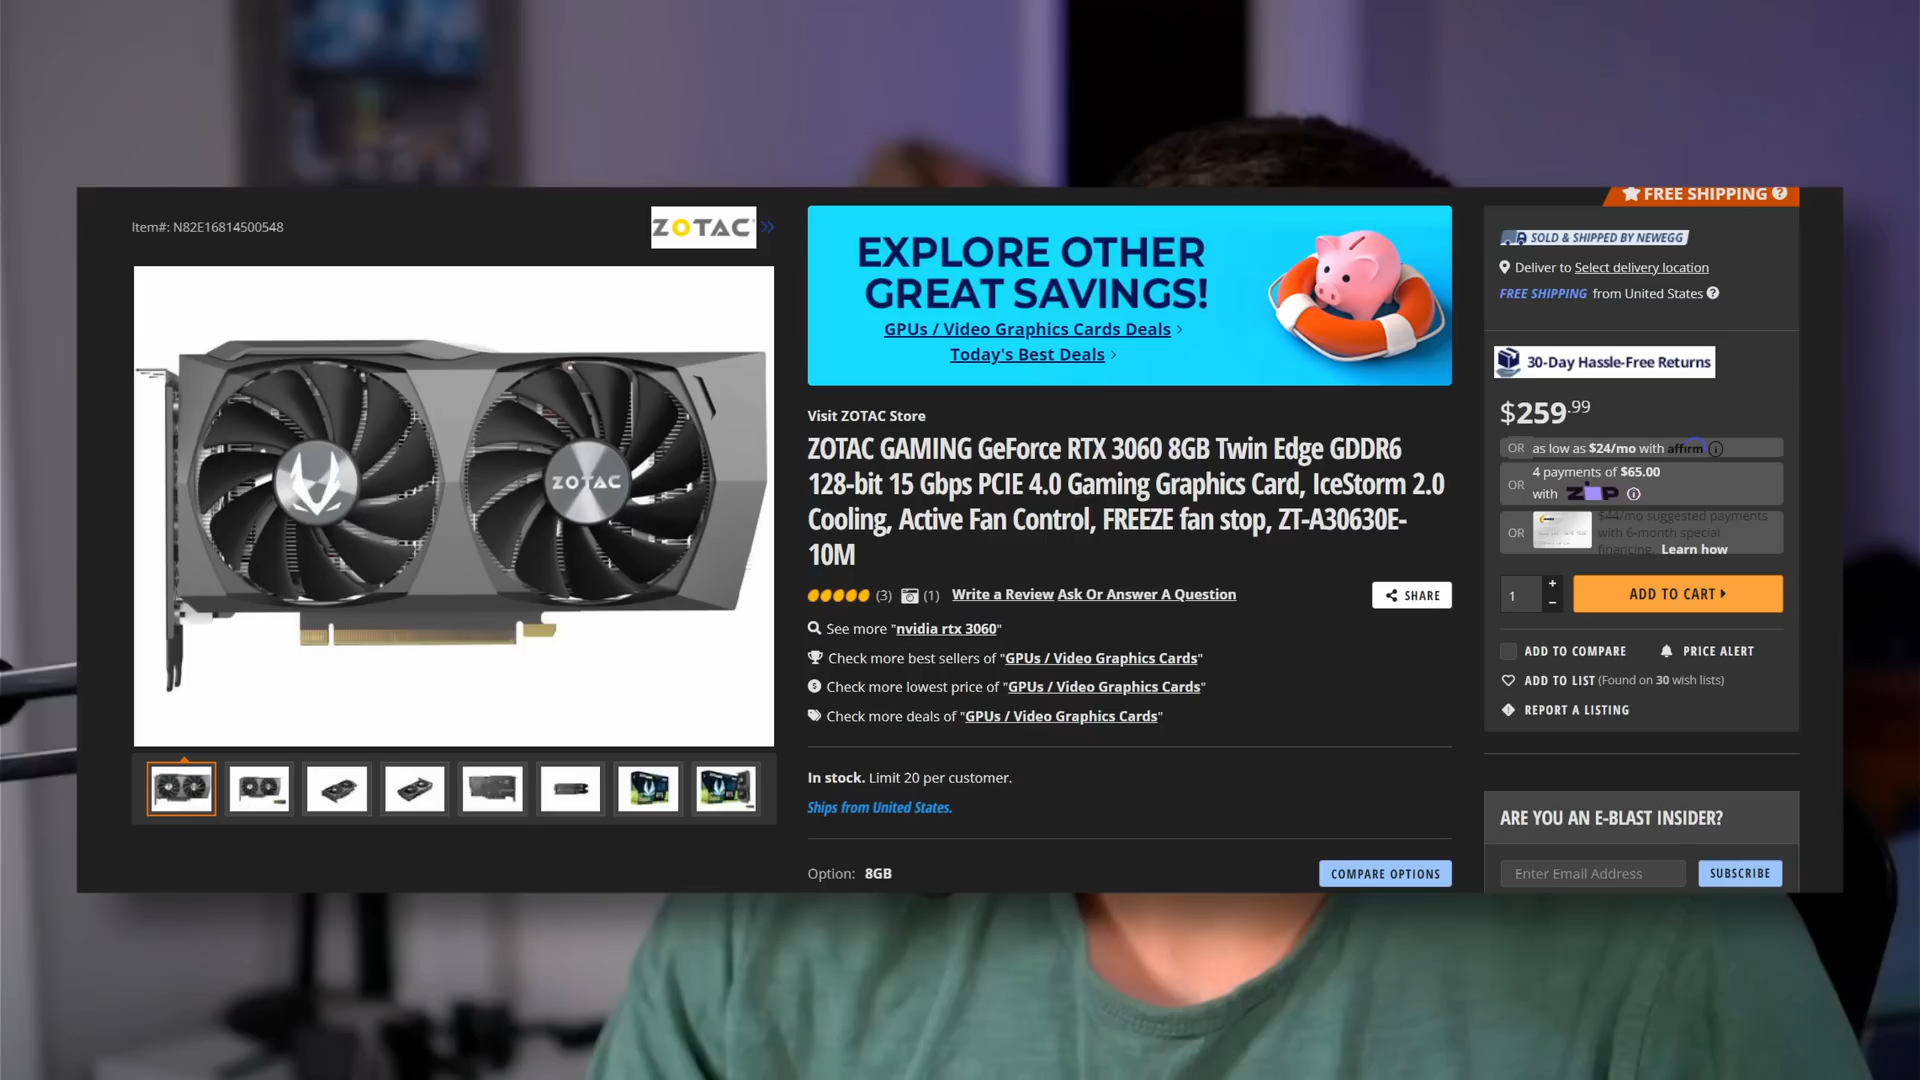 Item#: N82E16814500548
ZOTAC
EXPLORE OTHER
GREAT SAVINGS!
GPUs / Video Graphics Cards Deals
Today's Best Deals
Visit ZOTAC Store
ZOTAC GAMING GeForce RTX 3060 8GB Twin Edge GDDR6
128-bit 15 Gbps PCIE 4.0 Gaming Graphics Card, IceStorm 2.0
Cooling, Active Fan Control, FREEZE fan stop, ZT-A30630E-
10M
(3) (1) Write a Review Ask Or Answer A Question
SHARE
See more "nvidia rtx 3060"
Check more best sellers of "GPUs / Video Graphics Cards"
Check more lowest price of "GPUs / Video Graphics Cards"
Check more deals of "GPUs / Video Graphics Cards"
In stock. Limit 20 per customer.
Ships from United States.
Option: 8GB
COMPARE OPTIONS
ZOTAC
FREE SHIPPING
SOLD & SHIPPED BY NEWEGG
Deliver to Select delivery location
FREE SHIPPING from United States
30-Day Hassle-Free Returns
$259.99
OR as low as $24/mo with affirm
OR 4 payments of $65.00
with ZIP
OR $44/mo suggested payments
with 6-month special
financing. Learn how
1
ADD TO CART
ADD TO COMPARE
PRICE ALERT
ADD TO LIST (Found on 30 wish lists)
REPORT A LISTING
ARE YOU AN E-BLAST INSIDER?
Enter Email Address
SUBSCRIBE